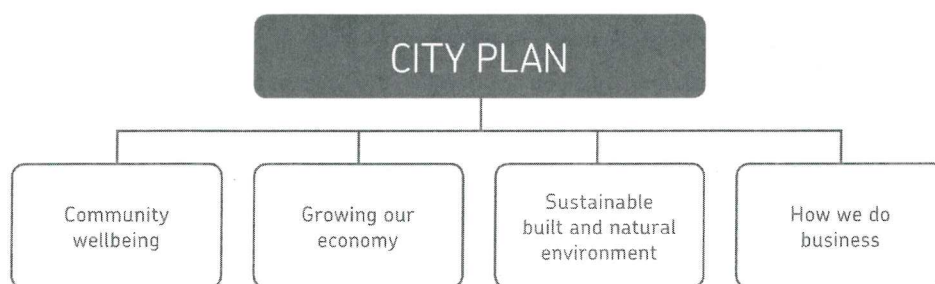 CITY PLAN
Community
wellbeing
Growing our
economy
Sustainable
built and natural
environment
How we do
business